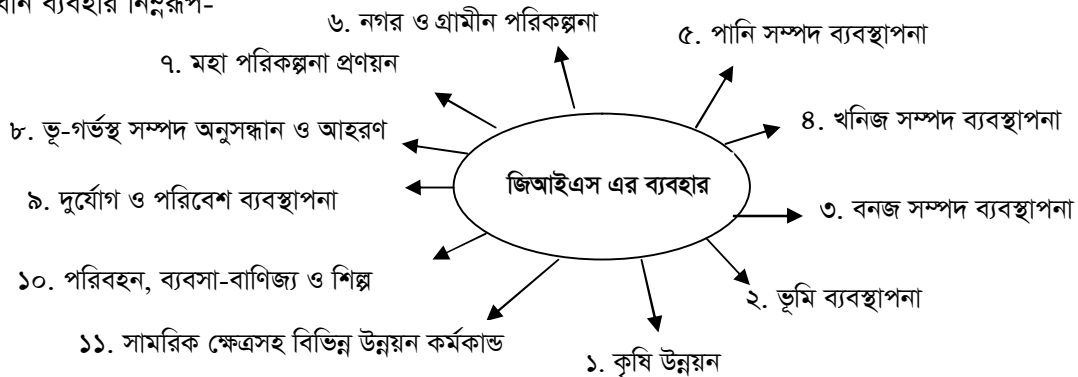 ব্যবহার নিম্নরূপ-
৬. নগর ও গ্রামীন পরিকল্পনা
৫. পানি সম্পদ ব্যবস্থাপনা
৭. মহা পরিকল্পনা প্রণয়ন
৪. খনিজ সম্পদ ব্যবস্থাপনা
৮. ভূ-গর্ভস্থ সম্পদ অনুসন্ধান ও আহরণ
জিআইএস এর ব্যবহার
৯. দুর্যোগ ও পরিবেশ ব্যবস্থাপনা
৩. বনজ সম্পদ ব্যবস্থাপনা
১০. পরিবহন, ব্যবসা-বাণিজ্য ও শিল্প
২. ভূমি ব্যবস্থাপনা
১১. সামরিক ক্ষেত্রসহ বিভিন্ন উন্নয়ন কর্মকান্ড
১. কৃষি উন্নয়ন